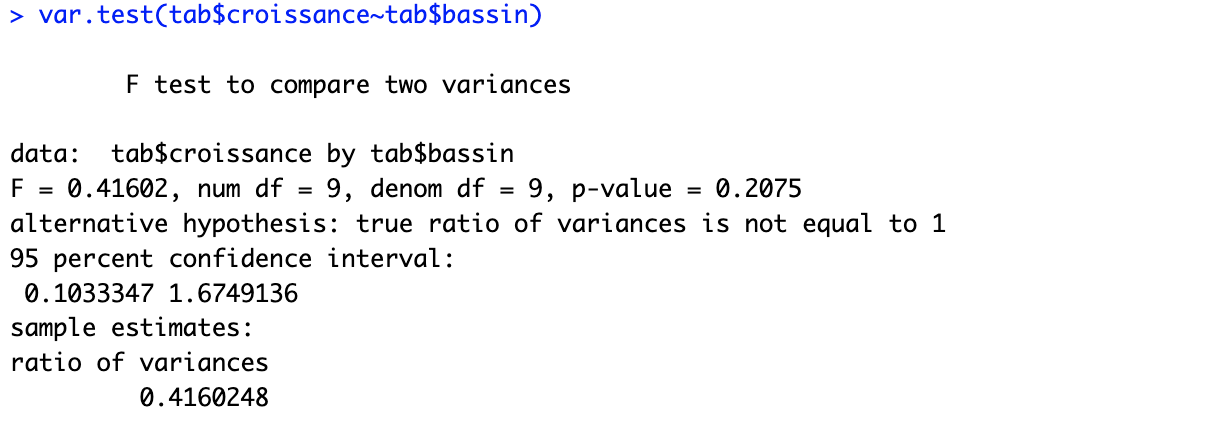 > var.test(tab$croissance~tab$bassin)
F test to compare two variances
data:  tab$croissance by tab$bassin
F = 0.41602, num df = 9, denom df = 9, p-value = 0.2075
alternative hypothesis: true ratio of variances is not equal to 1
95 percent confidence interval:
0.1033347 1.6749136
sample estimates:
ratio of variances
0.4160248